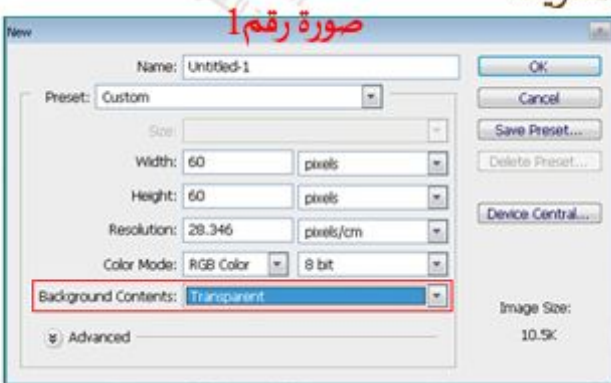 صورة رقم1
New
Name: Untitled-1
OK
Preset: Custom
Cancel
Size:
Save Preset...
Width: 60 pixels
Delete Preset...
Height: 60 pixels
Device Central...
Resolution: 28.346 pixels/cm
Color Mode: RGB Color 8 bit
Background Contents: Transparent
Image Size:
Advanced
10.5K